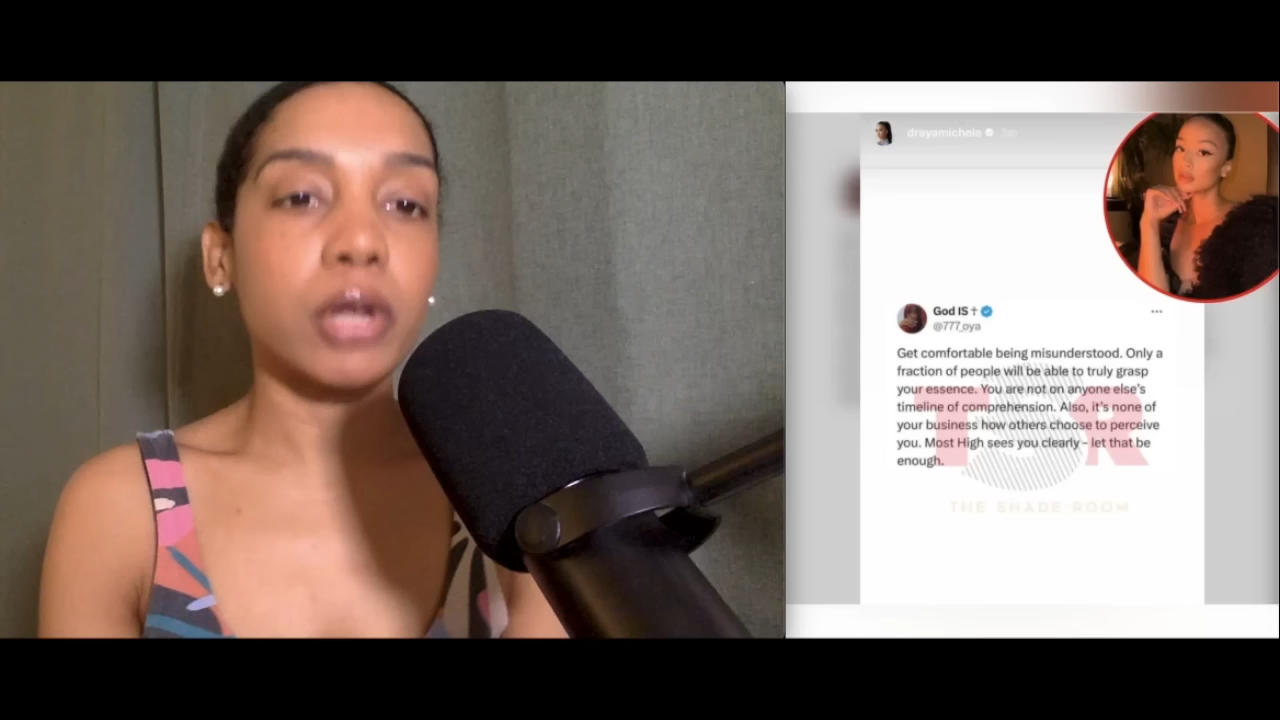 drayamichele
God IS ✝
@777_oya
Get comfortable being misunderstood. Only a
fraction of people will be able to truly grasp
your essence. You are not on anyone else's
timeline of comprehension. Also, it's none of
your business how others choose to perceive
you. Most High sees you clearly – let that be
enough.
TSR
THE SHADE ROOM